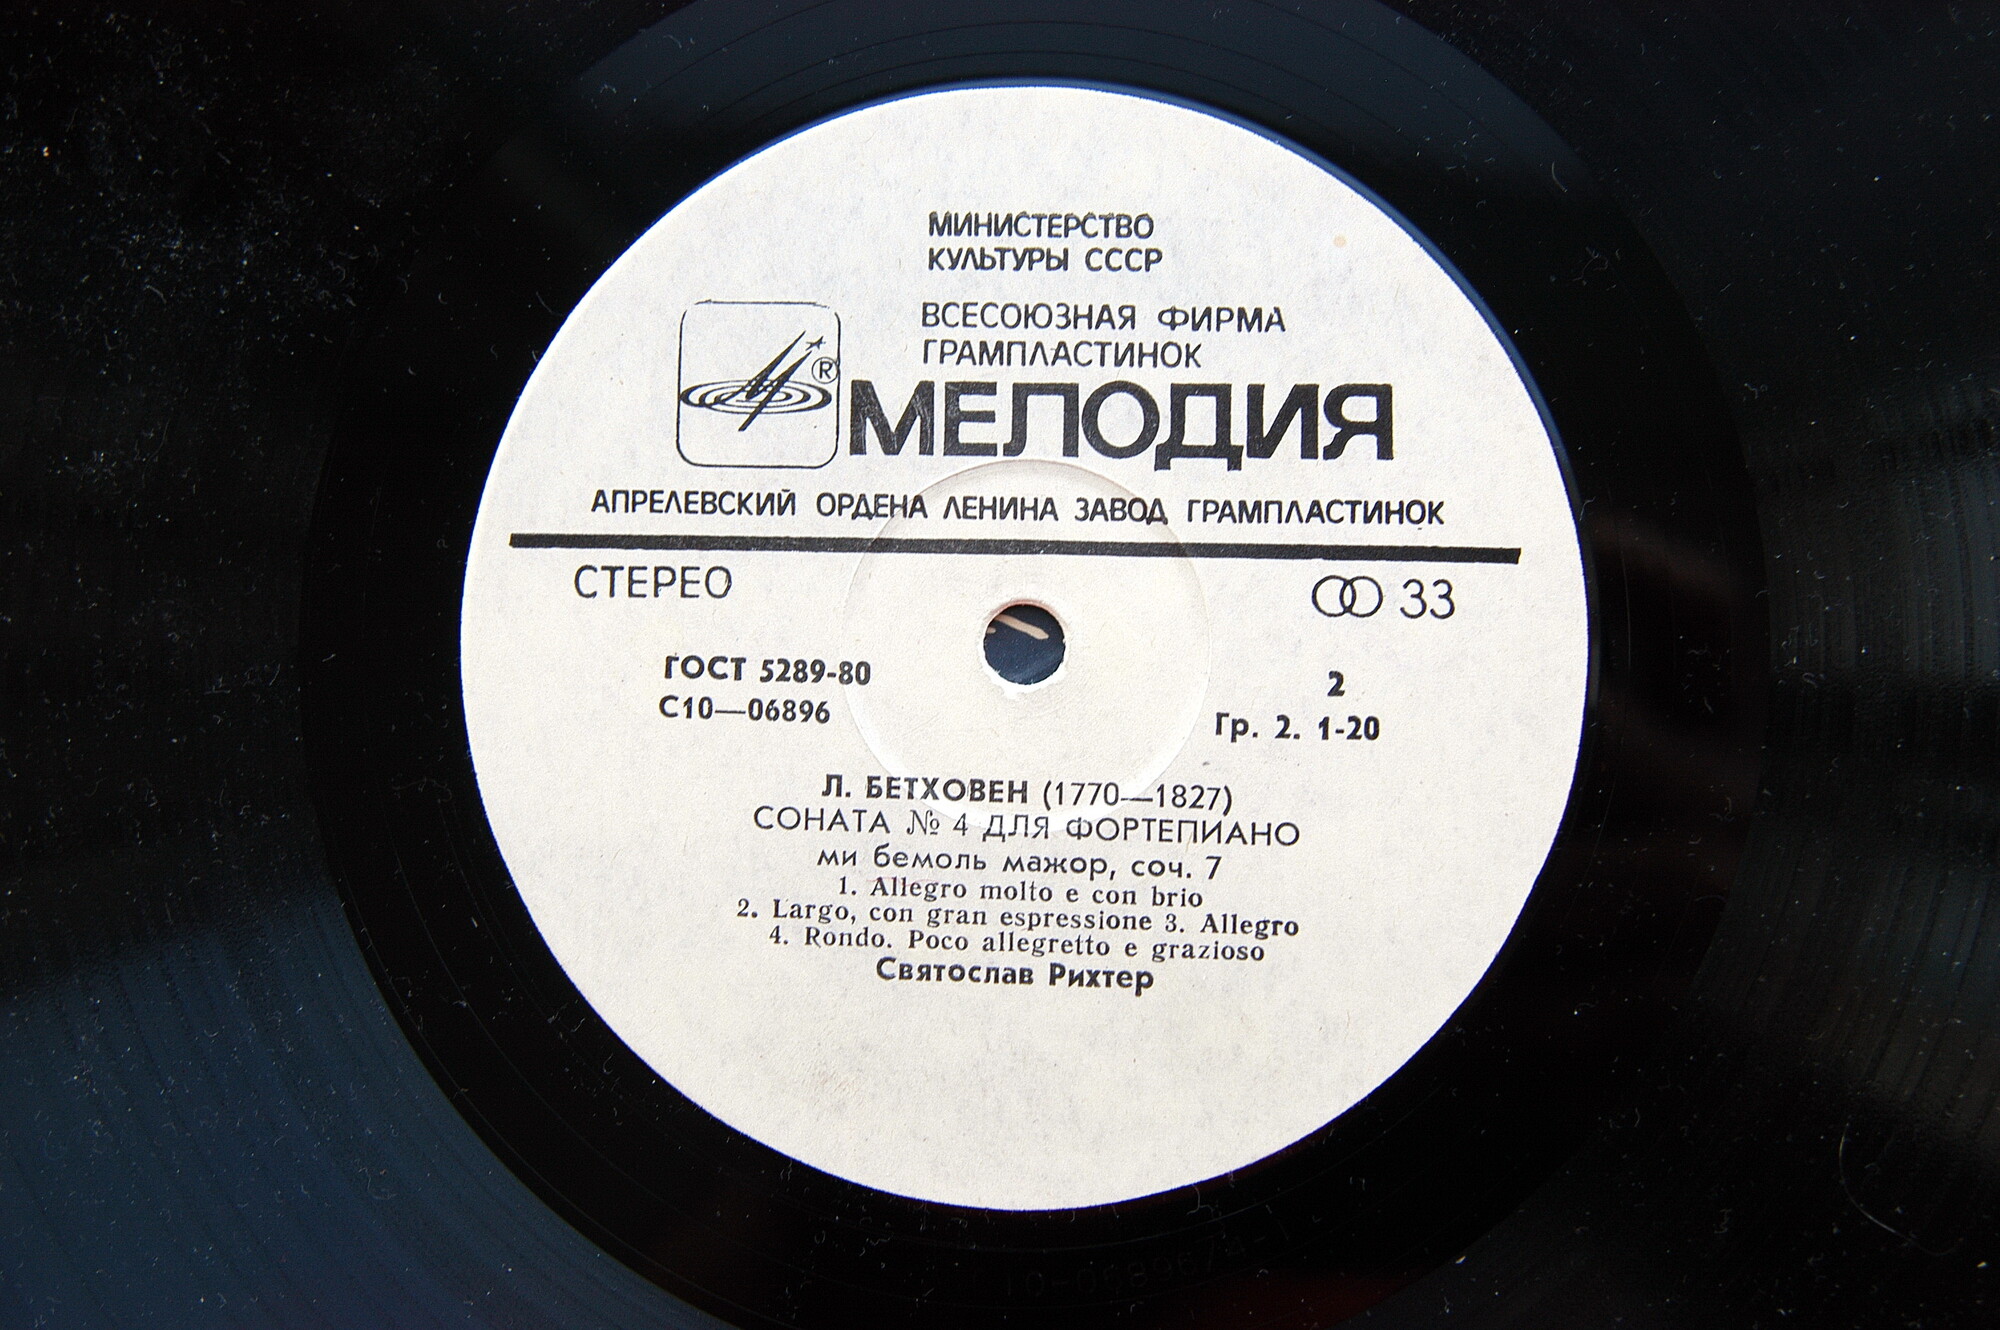 МИНИСТЕРСТВО
КУЛЬТУРЫ СССР
ВСЕСОЮЗНАЯ ФИРМА
ГРАМПЛАСТИНОК
®
МЕЛОДИЯ
АПРЕЛЕВСКИЙ ОРДЕНА ЛЕНИНА ЗАВОД ГРАМПЛАСТИНОК
СТЕРЕО
33
ГОСТ 5289-80
2
С10—06896
Гр. 2. 1-20
Л. БЕТХОВЕН (1770—1827)
СОНАТА № 4 ДЛЯ ФОРТЕПИАНО
ми бемоль мажор, соч. 7
1. Allegro molto e con brio
2. Largo, con gran espressione 3. Allegro
4. Rondo. Poco allegretto e grazioso
Святослав Рихтер